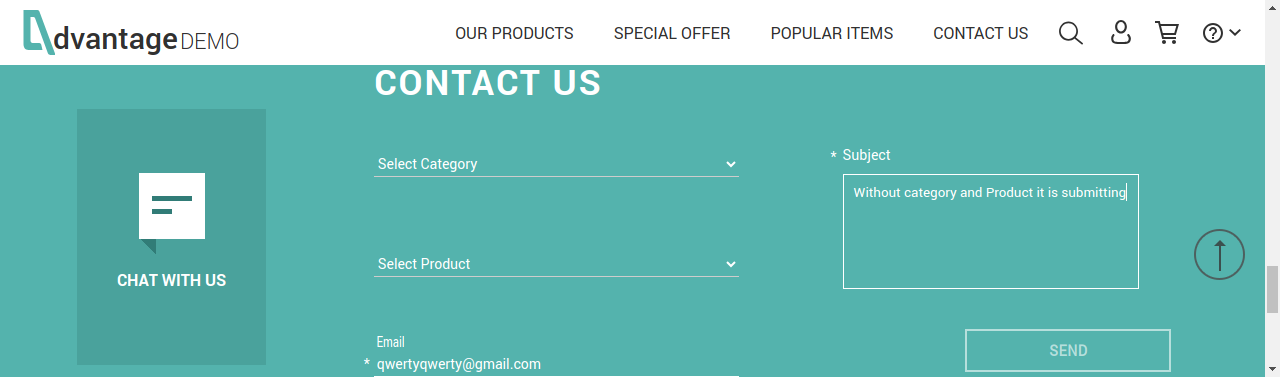 dvantage DEMO
OUR PRODUCTS SPECIAL OFFER POPULAR ITEMS CONTACT US
CONTACT US
CHAT WITH US
Select Category
Select Product
Email
* qwertyqwerty@gmail.com
* Subject
Without category and Product it is submitting
SEND